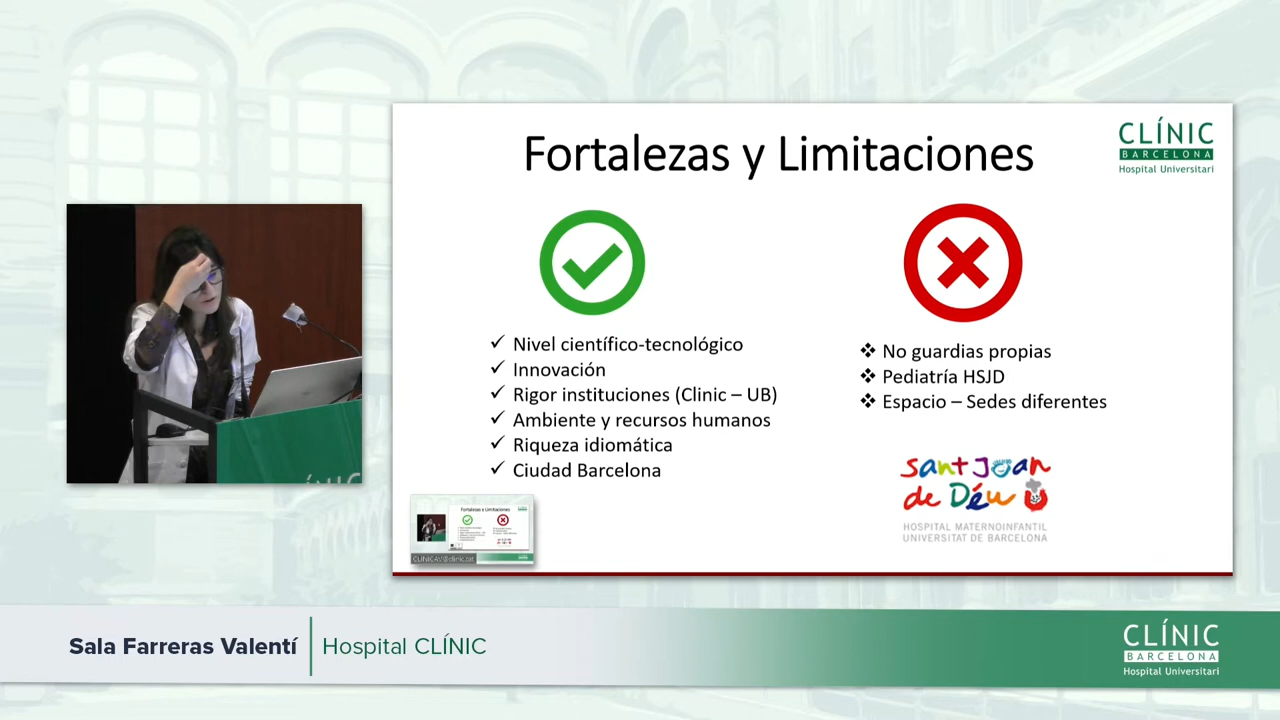 Fortalezas y Limitaciones
CLÍNIC
BARCELONA
Hospital Universitari
Nivel científico-tecnológico
Innovación
Rigor instituciones (Clinic – UB)
Ambiente y recursos humanos
Riqueza idiomática
Ciudad Barcelona
No guardias propias
Pediatría HSJD
Espacio – Sedes diferentes
Sant Joan
de Déu
HOSPITAL MATERNOINFANTIL
UNIVERSITAT DE BARCELONA
Fortalezas y Limitaciones
Sala Farreras Valentí
Hospital CLÍNIC
CLÍNIC
BARCELONA
Hospital Universitari